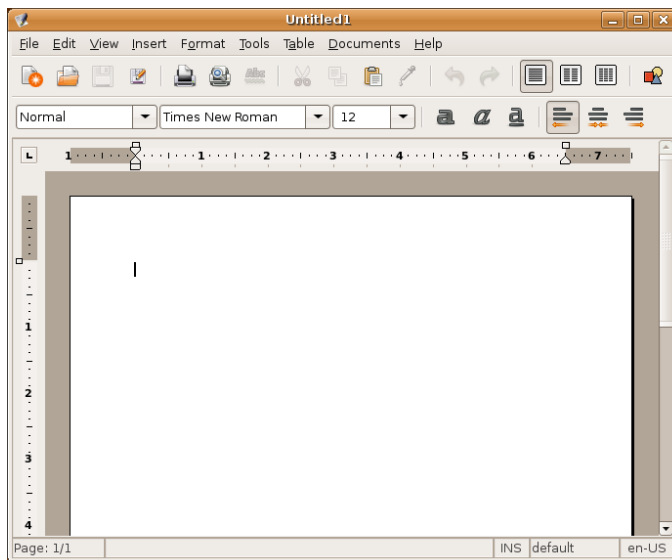 Untitled1
File Edit View Insert Format Tools Table Documents Help
Abc
Normal Times New Roman 12 a a a
L 1 1 2 3 4 5 6 7
1
2
3
4
Page: 1/1 INS default en-US